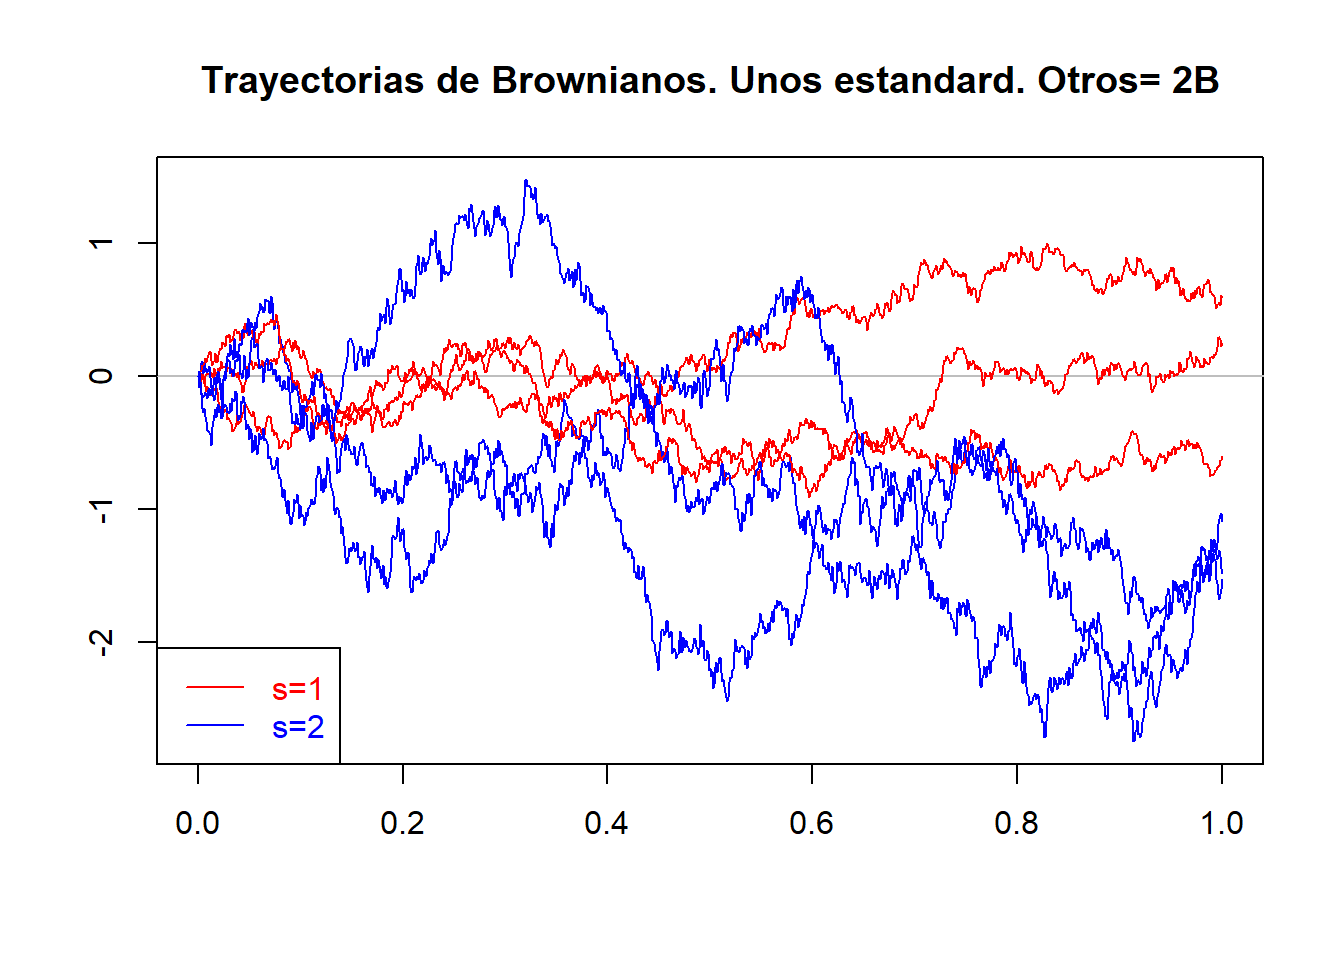 Trayectorias de Brownianos. Unos estandard. Otros= 2B
1
0
-1
-2
s=1
s=2
0.0 0.2 0.4 0.6 0.8 1.0